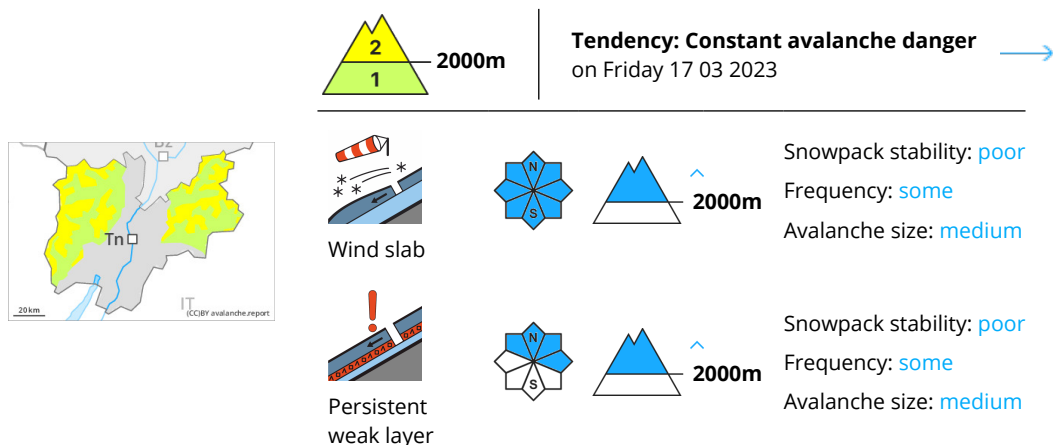 2
1
2000m
Tendency: Constant avalanche danger
on Friday 17 03 2023
Bz
Tn
IT
20 km
(CC)BY avalanche.report
Wind slab
N
S
2000m
Snowpack stability: poor
Frequency: some
Avalanche size: medium
Persistent
weak layer
N
S
2000m
Snowpack stability: poor
Frequency: some
Avalanche size: medium